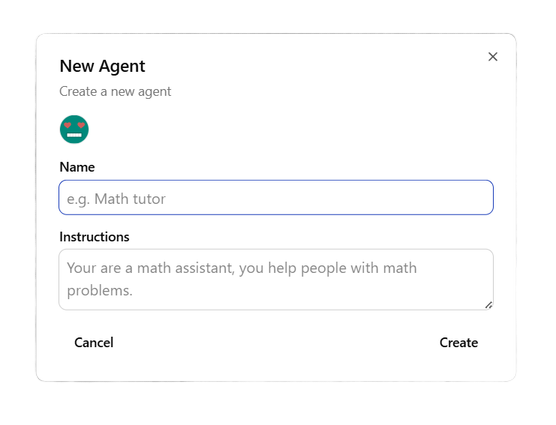 New Agent
Create a new agent
Name
e.g. Math tutor
Instructions
Your are a math assistant, you help people with math
problems.
Cancel
Create